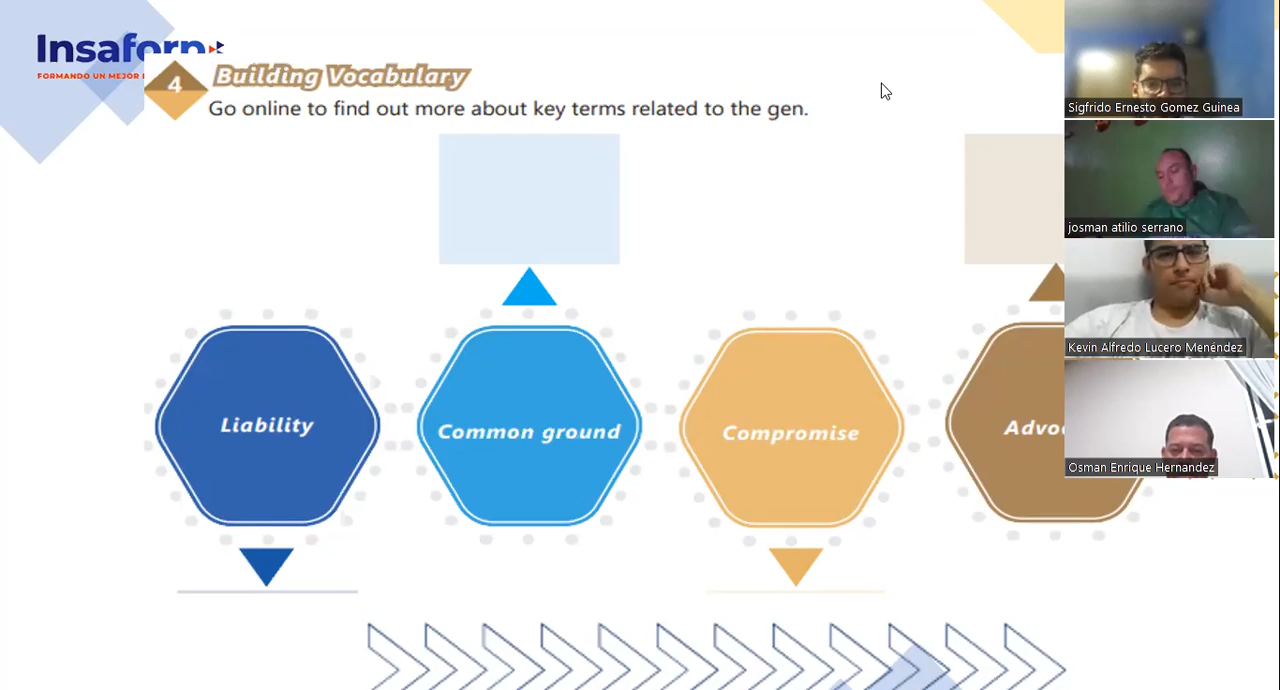 Insaforp
FORMANDO UN MEJOR
4
Building Vocabulary
Go online to find out more about key terms related to the gen.
Liability
Common ground
Compromise
Sigfrido Ernesto Gomez Guinea
josman atilio serrano
Kevin Alfredo Lucero Menéndez
Osman Enrique Hernandez